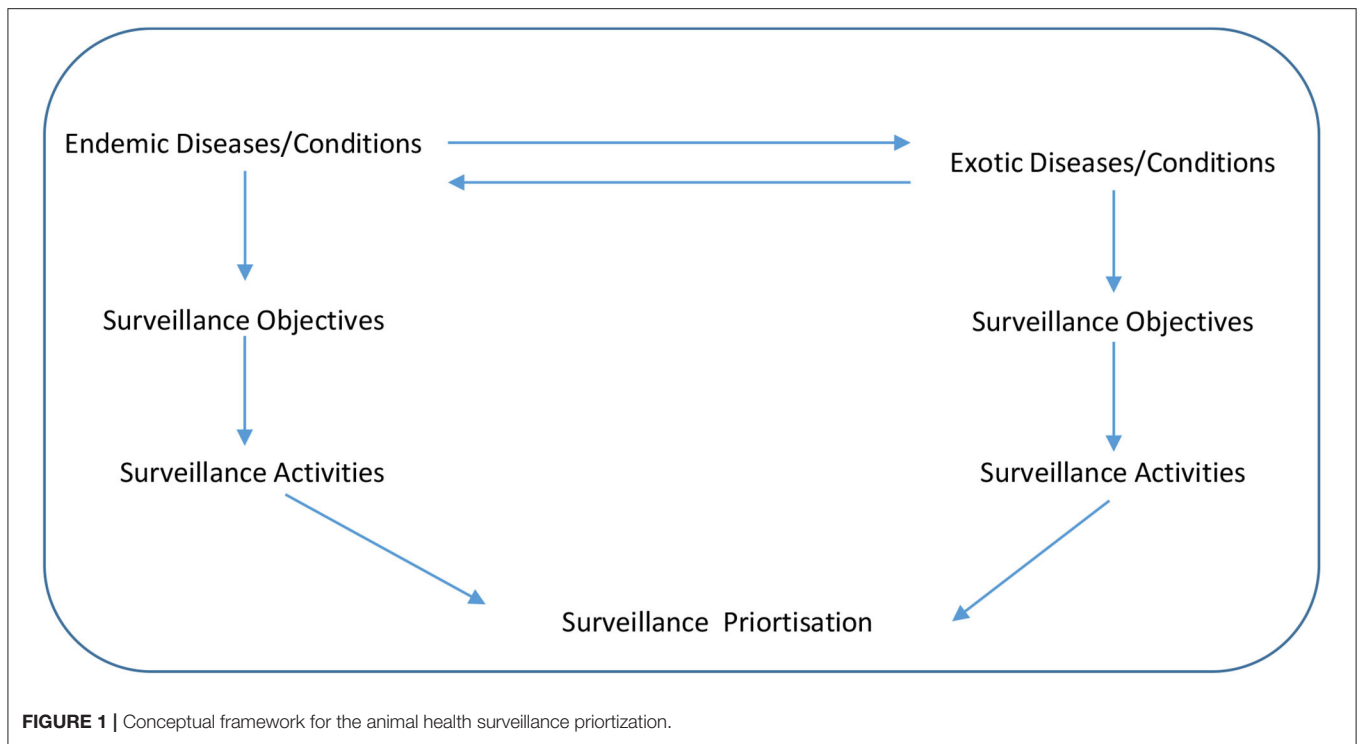 Endemic Diseases/Conditions
Exotic Diseases/Conditions
Surveillance Objectives
Surveillance Objectives
Surveillance Activities
Surveillance Activities
Surveillance Priortisation
FIGURE 1 | Conceptual framework for the animal health surveillance priortization.